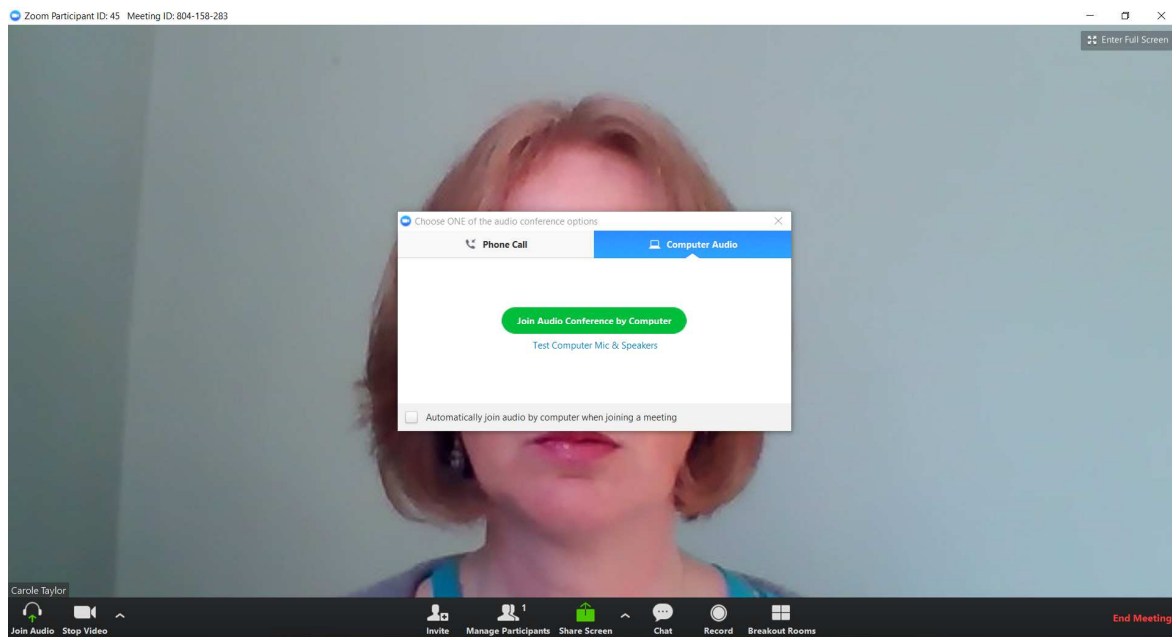 Zoom Participant ID: 45 Meeting ID: 804-158-283
Enter Full Screen
Choose ONE of the audio conference options
Phone Call
Computer Audio
Join Audio Conference by Computer
Test Computer Mic & Speakers
Automatically join audio by computer when joining a meeting
Carole Taylor
1
Join Audio Stop Video Invite Manage Participants Share Screen Chat Record Breakout Rooms End Meeting